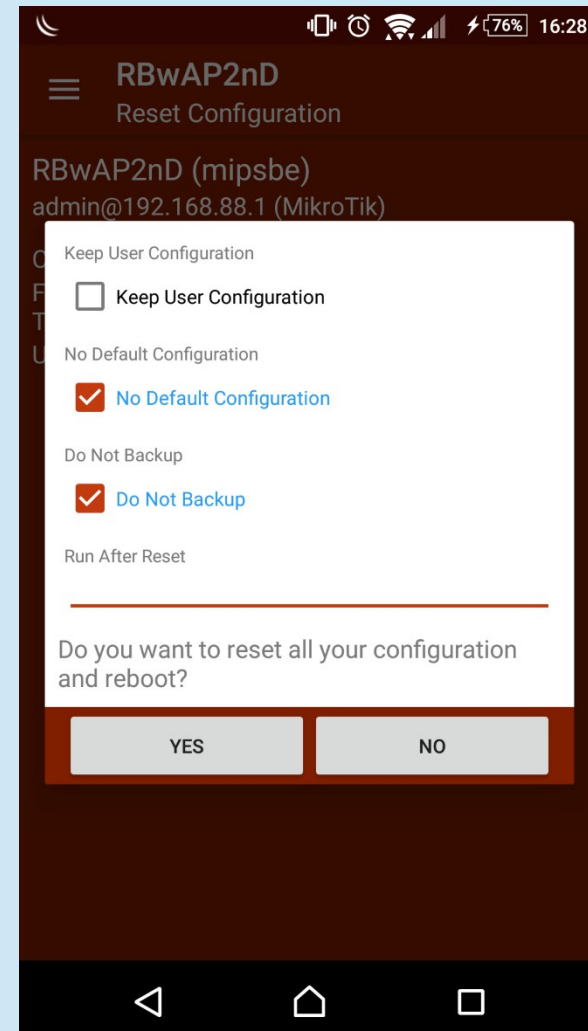 76% 16:28
RBwAP2nD
Reset Configuration
RBwAP2nD (mipsbe)
admin@192.168.88.1 (MikroTik)
C
F
T
U
Keep User Configuration
Keep User Configuration
No Default Configuration
No Default Configuration
Do Not Backup
Do Not Backup
Run After Reset
Do you want to reset all your configuration
and reboot?
YES NO